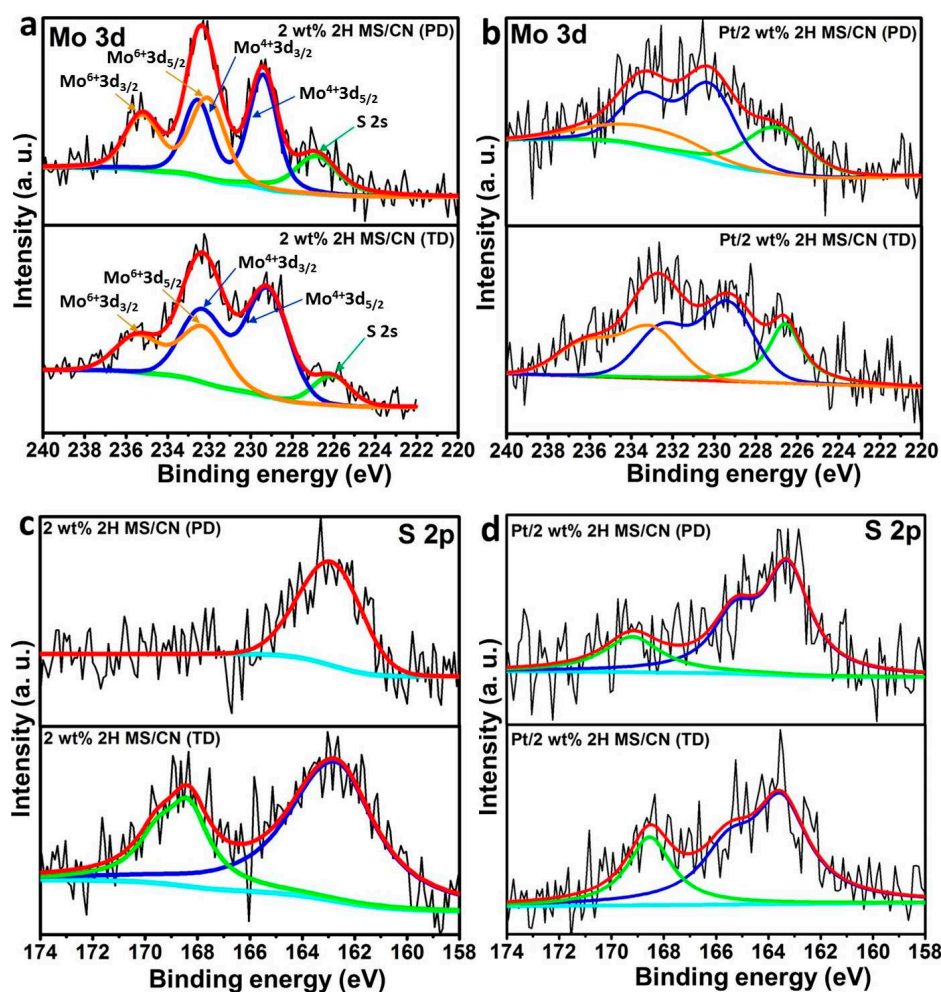 a
Mo 3d
2 wt% 2H MS/CN (PD)
Mo⁶⁺3d₅/₂
Mo⁴⁺3d₃/₂
Mo⁶⁺3d₃/₂
Mo⁴⁺3d₅/₂
S 2s
2 wt% 2H MS/CN (TD)
Mo⁴⁺3d₃/₂
Mo⁶⁺3d₅/₂
Mo⁶⁺3d₃/₂
Mo⁴⁺3d₅/₂
S 2s
Intensity (a. u.)
240 238 236 234 232 230 228 226 224 222 220
Binding energy (eV)
b
Mo 3d
Pt/2 wt% 2H MS/CN (PD)
Pt/2 wt% 2H MS/CN (TD)
Intensity (a. u.)
240 238 236 234 232 230 228 226 224 222 220
Binding energy (eV)
c
2 wt% 2H MS/CN (PD)
S 2p
2 wt% 2H MS/CN (TD)
Intensity (a. u.)
174 172 170 168 166 164 162 160 158
Binding energy (eV)
d
Pt/2 wt% 2H MS/CN (PD)
S 2p
Pt/2 wt% 2H MS/CN (TD)
Intensity (a. u.)
174 172 170 168 166 164 162 160 158
Binding energy (eV)